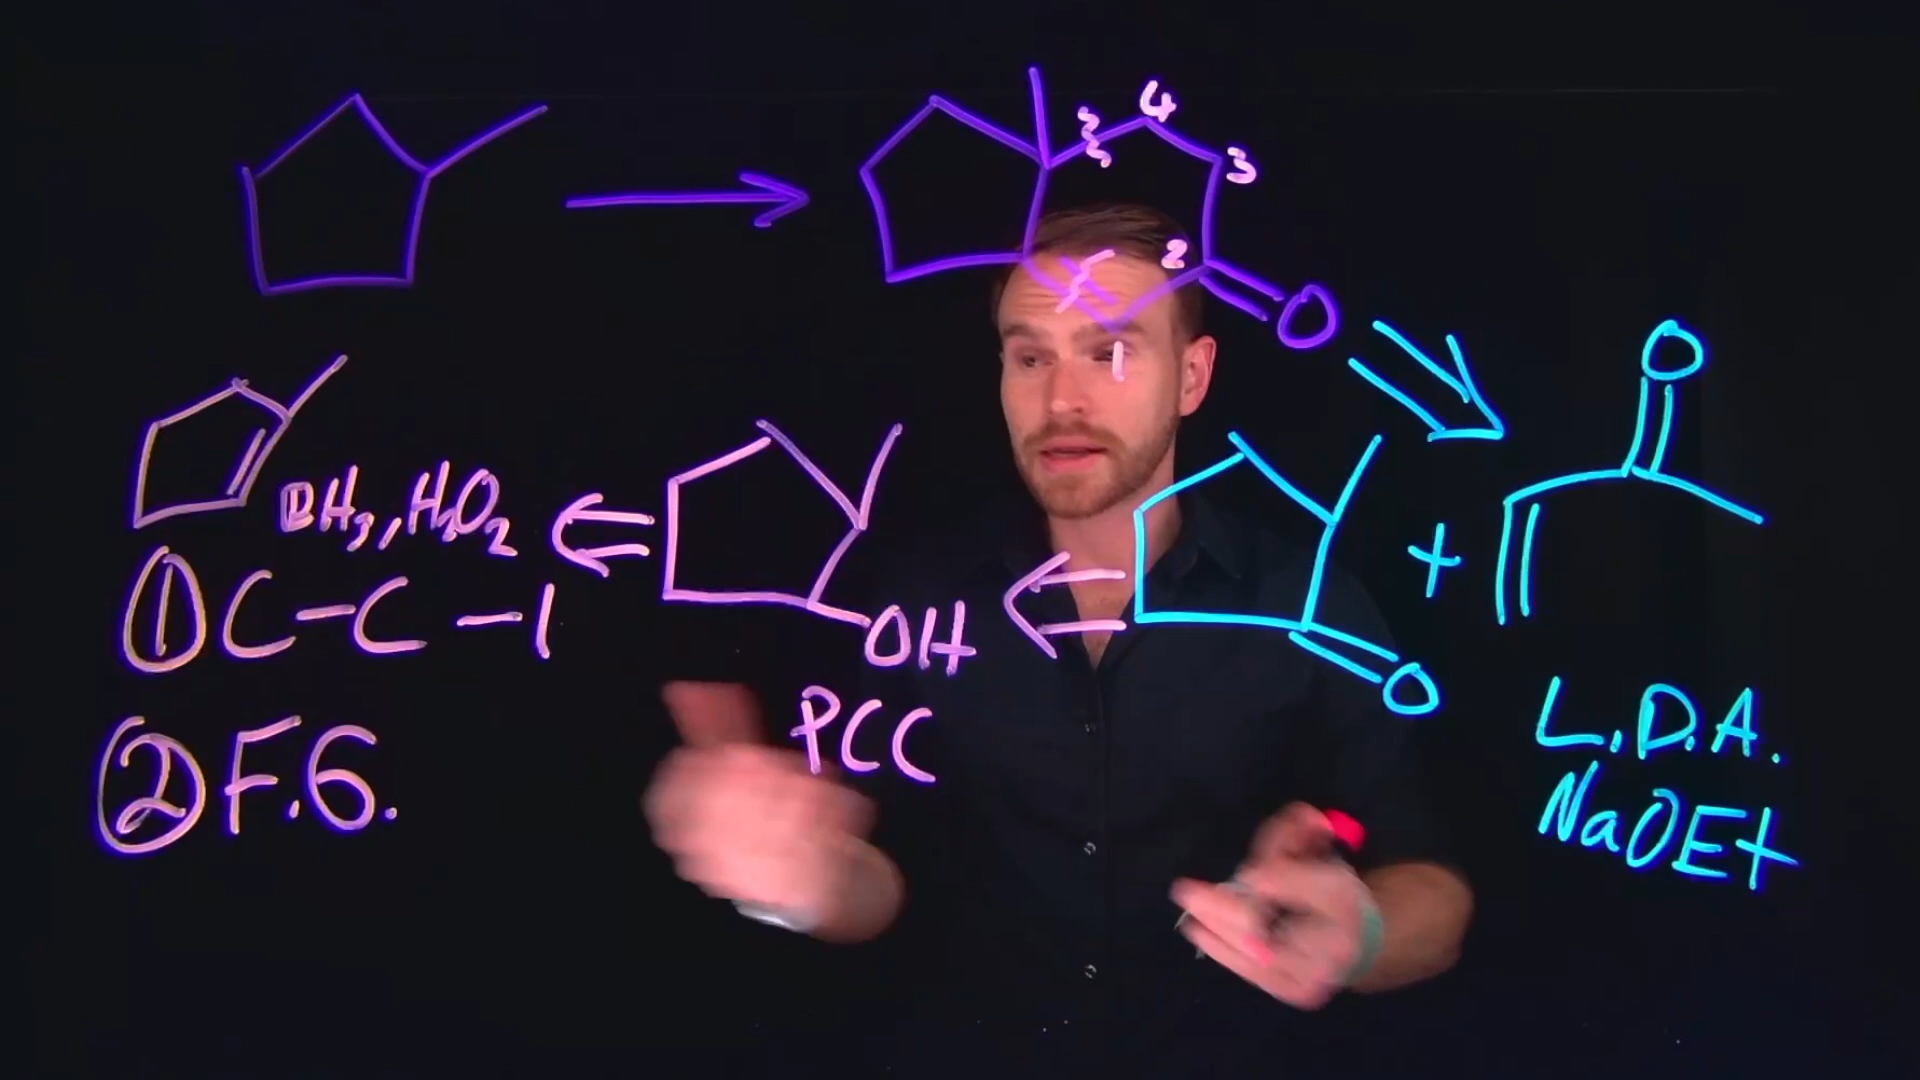 4
3
2
O
1
O
BH3, H2O2
+
① C-C -1
OH
O
PCC
L.D.A.
② F.G.
NaOEt